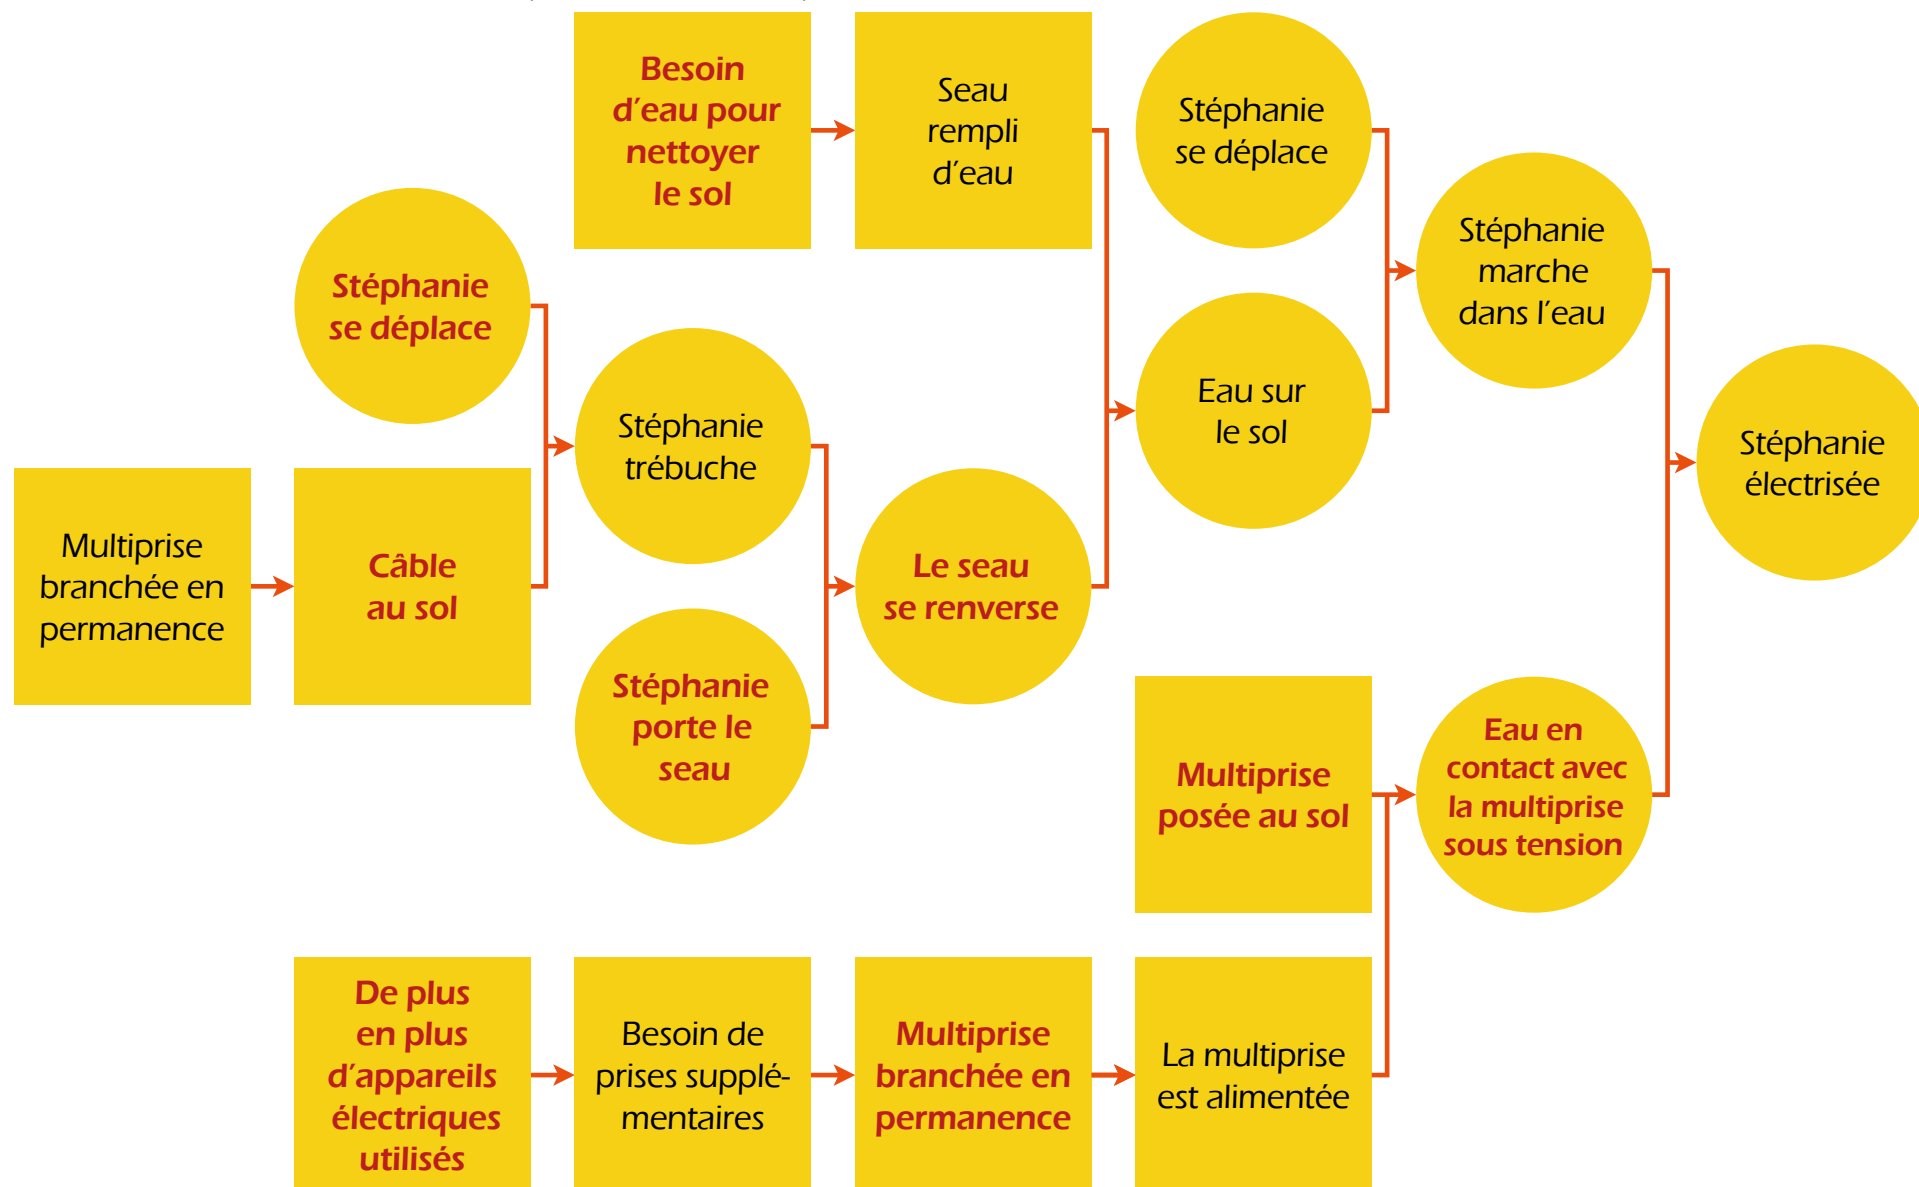 Besoin
d'eau pour
nettoyer
le sol
Seau
rempli
d'eau
Stéphanie
se déplace
Stéphanie
se déplace
Stéphanie
marche
dans l'eau
Stéphanie
trébuche
Eau sur
le sol
Stéphanie
électrisée
Multiprise
branchée en
permanence
Câble
au sol
Le seau
se renverse
Stéphanie
porte le
seau
Multiprise
posée au sol
Eau en
contact avec
la multiprise
sous tension
De plus
en plus
d'appareils
électriques
utilisés
Besoin de
prises supplé-
mentaires
Multiprise
branchée en
permanence
La multiprise
est alimentée